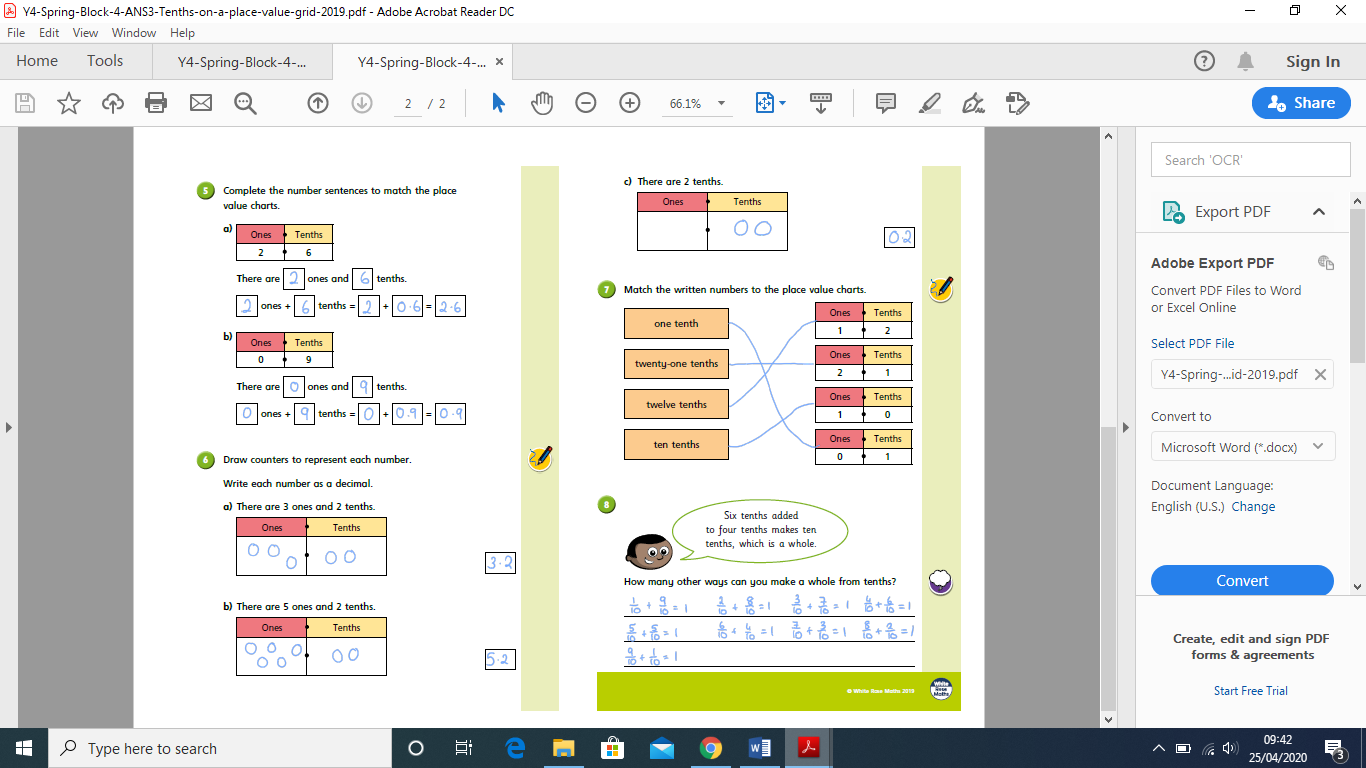 Y4-Spring-Block-4-ANS3-Tenths-on-a-place-value-grid-2019.pdf - Adobe Acrobat Reader DC
File Edit View Window Help
Home Tools Y4-Spring-Block-4-... Y4-Spring-Block-4-... × Sign In
2 / 2 66.1% Share
5 Complete the number sentences to match the place
value charts.
a) Ones Tenths
2 6
There are 2 ones and 6 tenths.
2 ones + 6 tenths = 2 + 0.6 = 2.6
b) Ones Tenths
0 9
There are 0 ones and 9 tenths.
0 ones + 9 tenths = 0 + 0.9 = 0.9
6 Draw counters to represent each number.
Write each number as a decimal.
a) There are 3 ones and 2 tenths.
Ones Tenths
3.2
b) There are 5 ones and 2 tenths.
Ones Tenths
5.2
c) There are 2 tenths.
Ones Tenths
0.2
7 Match the written numbers to the place value charts.
one tenth
twenty-one tenths
twelve tenths
ten tenths
Ones Tenths
1 2
Ones Tenths
2 1
Ones Tenths
1 0
Ones Tenths
0 1
8
Six tenths added
to four tenths makes ten
tenths, which is a whole.
How many other ways can you make a whole from tenths?
1/10 + 9/10 = 1 2/10 + 8/10 = 1 3/10 + 7/10 = 1 4/10 + 6/10 = 1
5/10 + 5/10 = 1 6/10 + 4/10 = 1 7/10 + 3/10 = 1 8/10 + 2/10 = 1
9/10 + 1/10 = 1
© White Rose Maths 2019
White
Rose
Maths
Search 'OCR'
Export PDF
Adobe Export PDF
Convert PDF Files to Word
or Excel Online
Select PDF File
Y4-Spring-...id-2019.pdf
Convert to
Microsoft Word (*.docx)
Document Language:
English (U.S.) Change
Convert
Create, edit and sign PDF
forms & agreements
Start Free Trial
Type here to search
09:42
25/04/2020
3